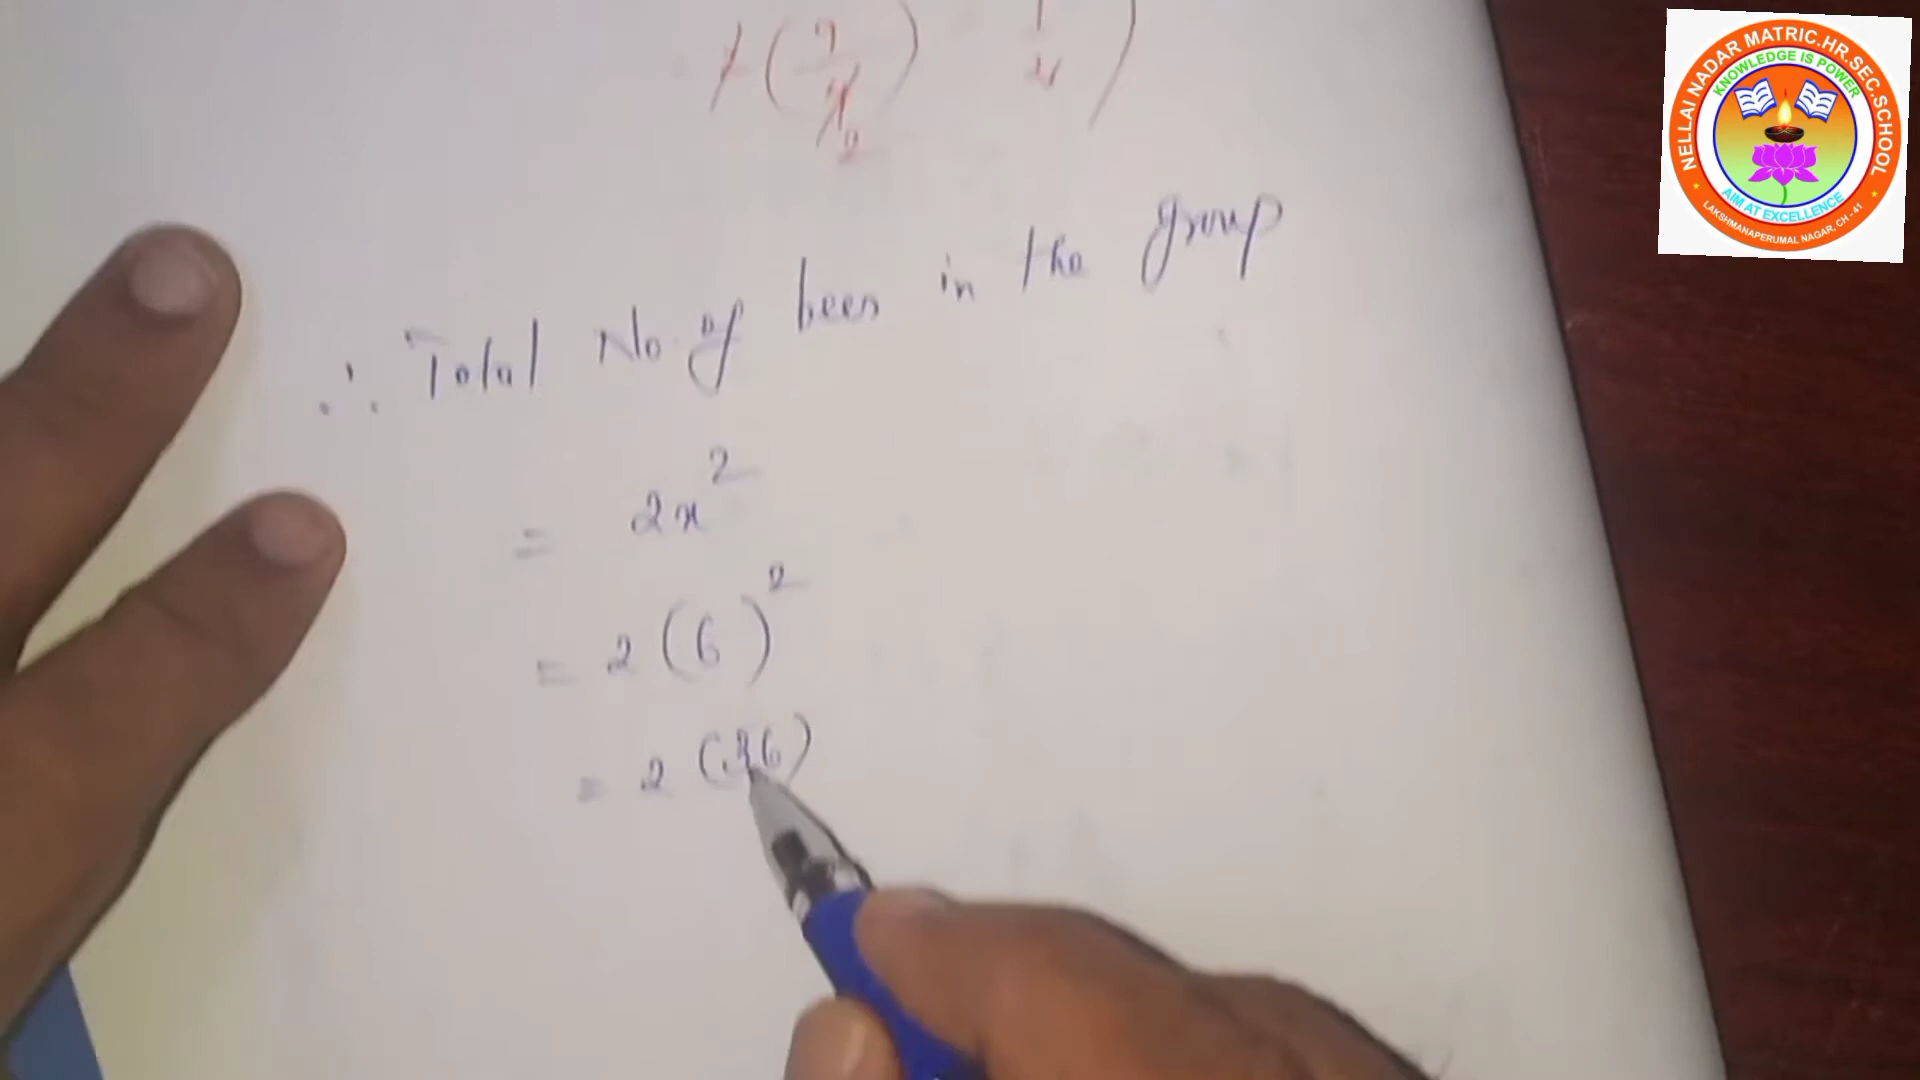 ∴ Total No. of bees in the group
= 2x²
= 2(6)²
= 2(36)
NELLAI NADAR MATRIC.HR.SEC.SCHOOL
KNOWLEDGE IS POWER
AIM AT EXCELLENCE
LAKSHMANAPERUMAL NAGAR, CH - 41